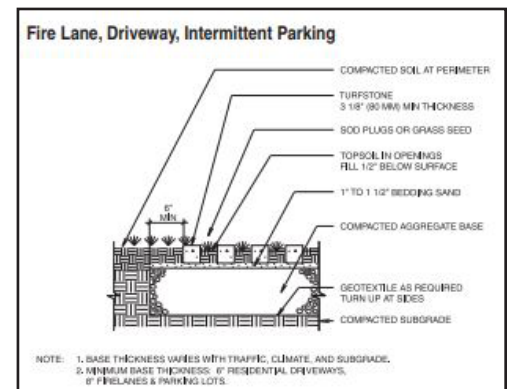 Fire Lane, Driveway, Intermittent Parking
COMPACTED SOIL AT PERIMETER
TURFSTONE
3 1/8" (80 MM) MIN THICKNESS
SOD PLUGS OR GRASS SEED
TOPSOIL IN OPENINGS
FILL 1/2" BELOW SURFACE
1" TO 1 1/2" BEDDING SAND
6"
MIN
COMPACTED AGGREGATE BASE
GEOTEXTILE AS REQUIRED
TURN UP AT SIDES
COMPACTED SUBGRADE
NOTE: 1. BASE THICKNESS VARIES WITH TRAFFIC, CLIMATE, AND SUBGRADE.
2. MINIMUM BASE THICKNESS: 6" RESIDENTIAL DRIVEWAYS,
8" FIRELANES & PARKING LOTS.